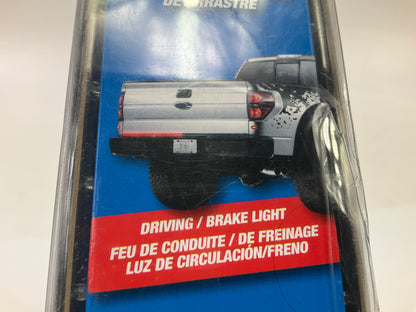 DRIVING / BRAKE LIGHT
FEU DE CONDUITE / DE FREINAGE
LUZ DE CIRCULACIÓN/FRENO